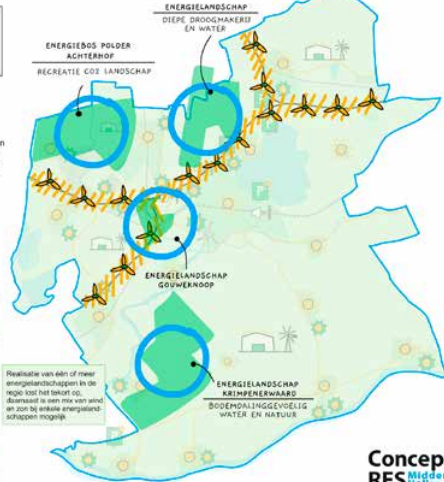 ENERGIELANDSCHAP
DIEPE DROOGMAKERIJ
EN WATER
ENERGIEBOS POLDER
ACHTERHOF
RECREATIE CO2 LANDSCHAP
ENERGIELANDSCHAP
GOUWEKNOOP
Realisatie van één of meer
energielandschappen in de
regio lost het tekort op,
daarnaast is een mix van wind
en zon bij enkele energieland-
schappen mogelijk
ENERGIELANDSCHAP
KRIMPENERWAARD
BODEMDALINGGEVOELIG
WATER EN NATUUR
Concep
RES Midden